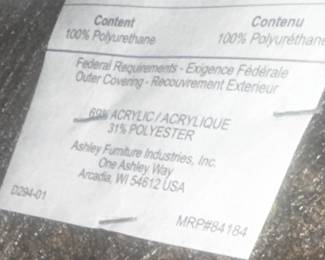 Content Contenu
100% Polyurethane 100% Polyuréthane
Federal Requirements - Exigence Fédérale
Outer Covering - Recouvrement Exterieur
69% ACRYLIC / ACRYLIQUE
31% POLYESTER
Ashley Furniture Industries, Inc.
One Ashley Way
Arcadia, WI 54612 USA
D294-01 MRP#84184